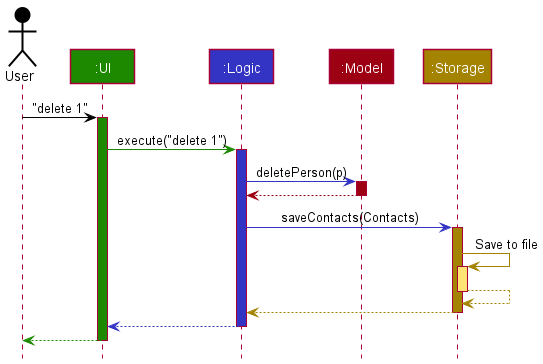 User
:UI
:Logic
:Model
:Storage
"delete 1"
execute("delete 1")
deletePerson(p)
saveContacts(Contacts)
Save to file